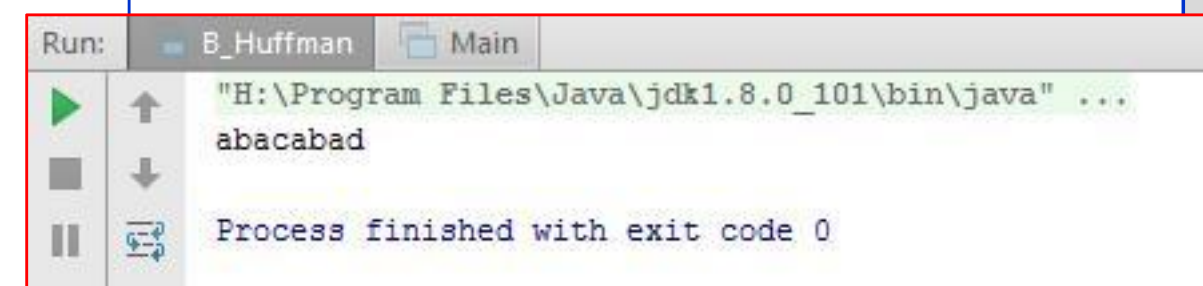 Run: B_Huffman Main
"H:\Program Files\Java\jdk1.8.0_101\bin\java" ...
abacabad
Process finished with exit code 0